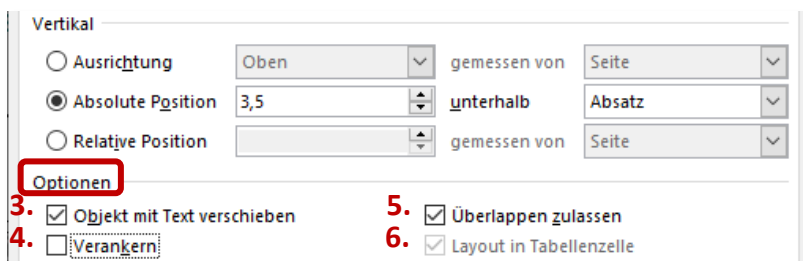 Vertikal
Ausrichtung Oben gemessen von Seite
Absolute Position 3,5 unterhalb Absatz
Relative Position gemessen von Seite
Optionen
3. Objekt mit Text verschieben 5. Überlappen zulassen
4. Verankern 6. Layout in Tabellenzelle